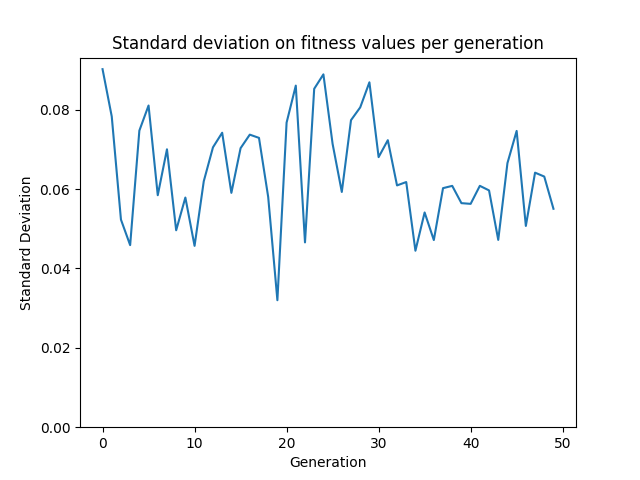 Standard deviation on fitness values per generation
Standard Deviation
0.08
0.06
0.04
0.02
0.00
0 10 20 30 40 50
Generation